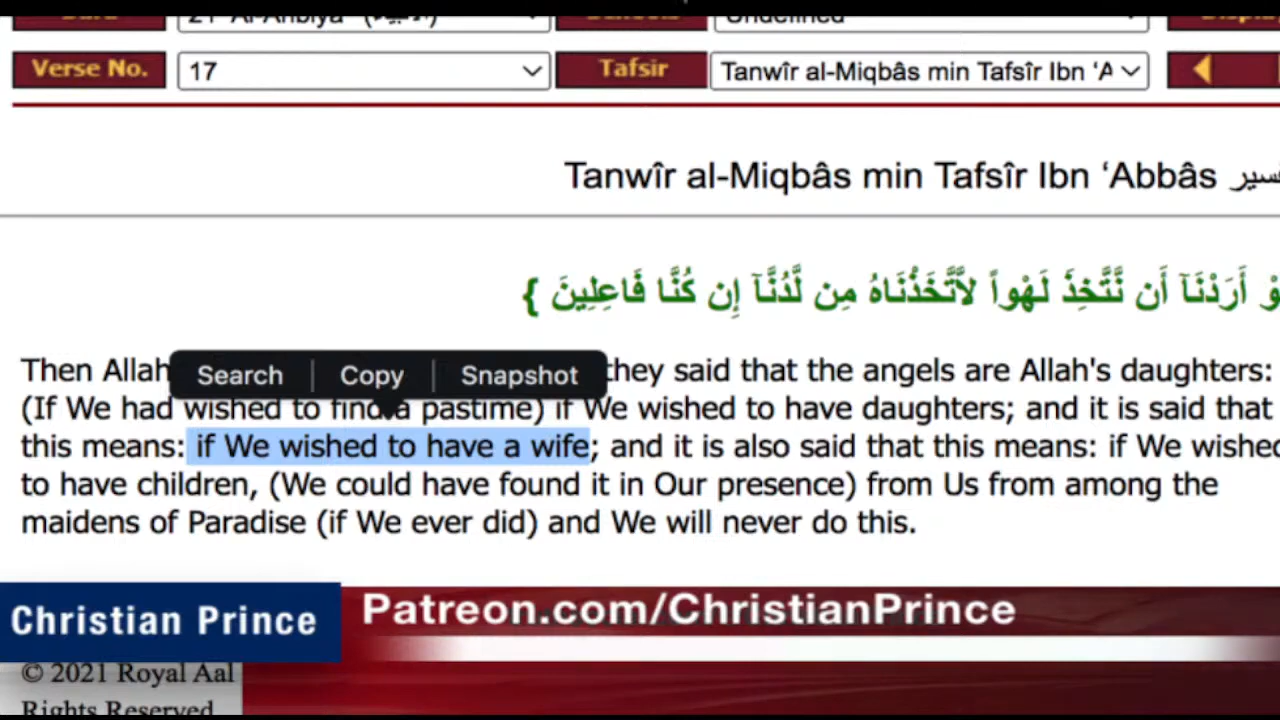 21 Al-Anbiya
Undefined
Verse No.
17
Tafsir
Tanwîr al-Miqbâs min Tafsîr Ibn 'A
Tanwîr al-Miqbâs min Tafsîr Ibn 'Abbâs
أَرَدْنَآ أَن نَّتَّخِذَ لَهْواً لاَّتَّخَذْنَاهُ مِن لَّدُنَّآ إِن كُنَّا فَاعِلِينَ }
Search Copy Snapshot
Then Allah they said that the angels are Allah's daughters:
(If We had wished to find a pastime) if We wished to have daughters; and it is said that
this means: if We wished to have a wife; and it is also said that this means: if We wished
to have children, (We could have found it in Our presence) from Us from among the
maidens of Paradise (if We ever did) and We will never do this.
Christian Prince
Patreon.com/ChristianPrince
© 2021 Royal Aal
Rights Reserved